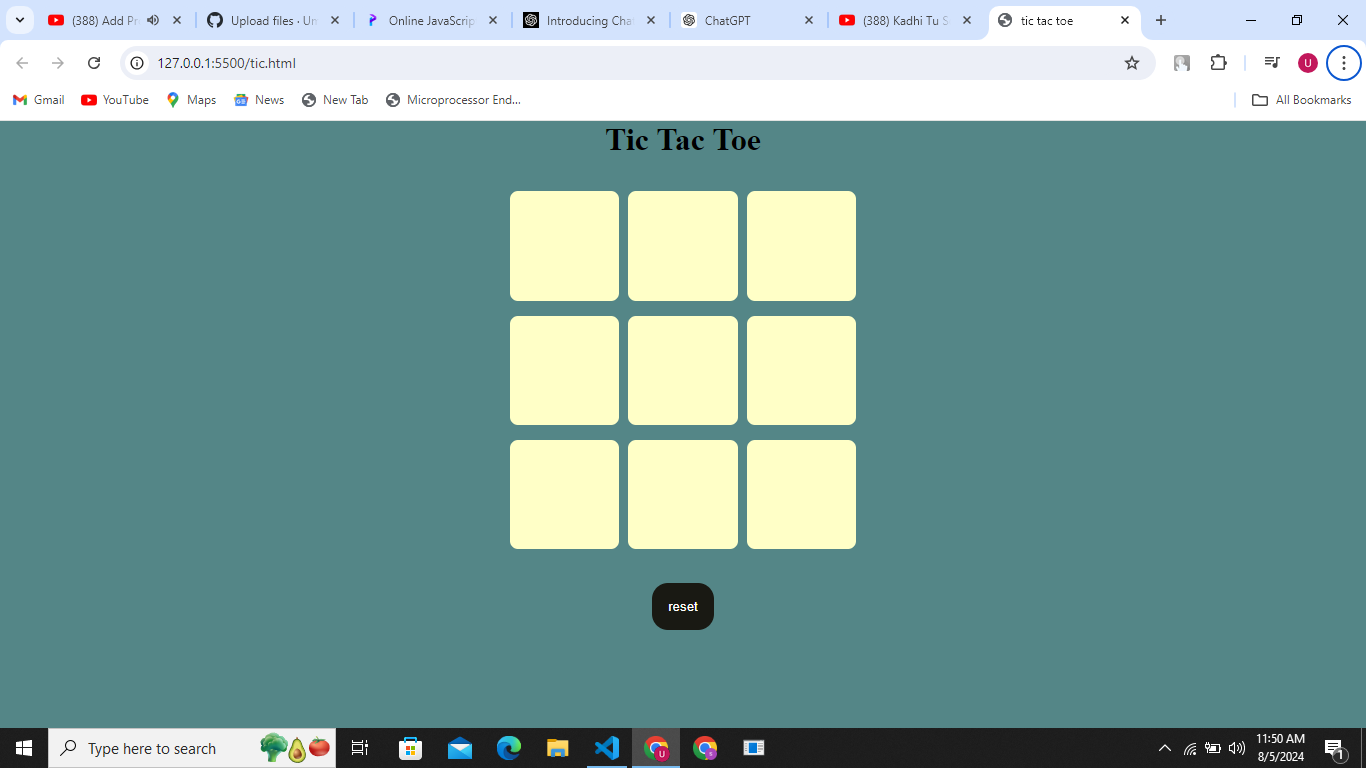 (388) Add Pr
Upload files · Un
Online JavaScrip
Introducing Cha
ChatGPT
(388) Kadhi Tu S
tic tac toe
127.0.0.1:5500/tic.html
U
Gmail
YouTube
Maps
News
New Tab
Microprocessor End...
All Bookmarks
Tic Tac Toe
reset
Type here to search
11:50 AM
8/5/2024
1